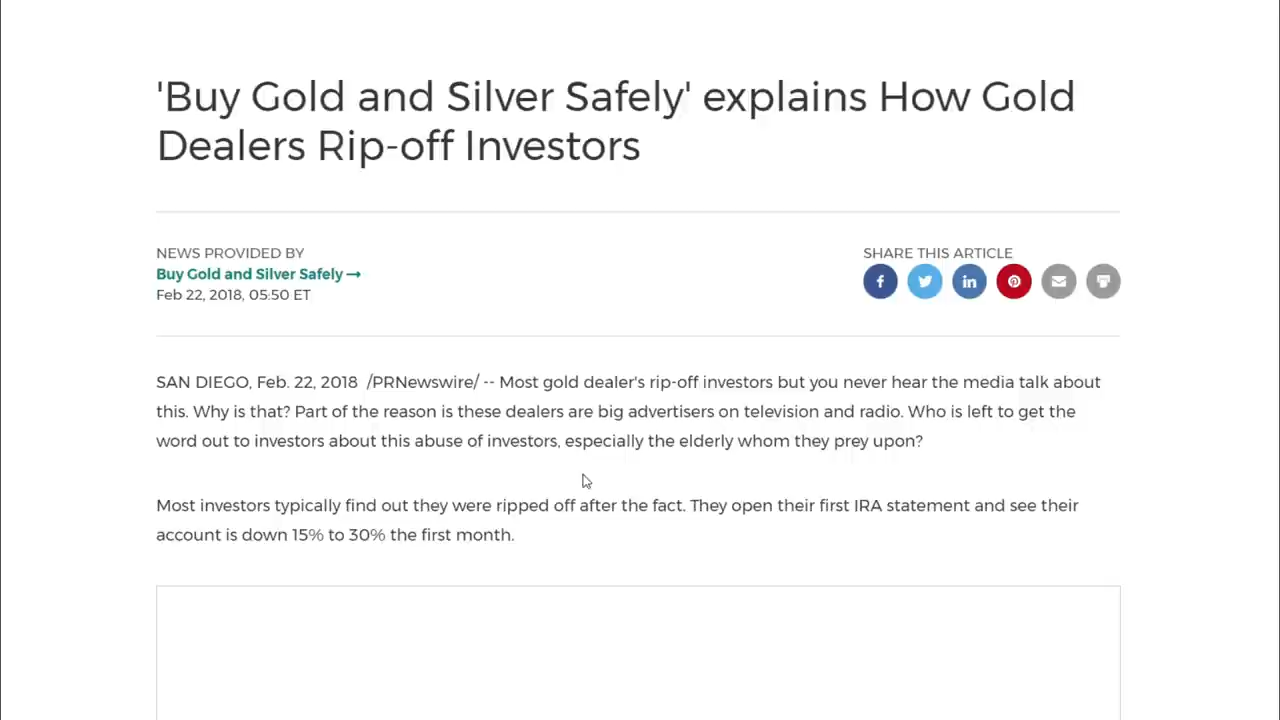 'Buy Gold and Silver Safely' explains How Gold
Dealers Rip-off Investors
NEWS PROVIDED BY
Buy Gold and Silver Safely →
Feb 22, 2018, 05:50 ET
SHARE THIS ARTICLE
SAN DIEGO, Feb. 22, 2018 /PRNewswire/ -- Most gold dealer's rip-off investors but you never hear the media talk about
this. Why is that? Part of the reason is these dealers are big advertisers on television and radio. Who is left to get the
word out to investors about this abuse of investors, especially the elderly whom they prey upon?
Most investors typically find out they were ripped off after the fact. They open their first IRA statement and see their
account is down 15% to 30% the first month.